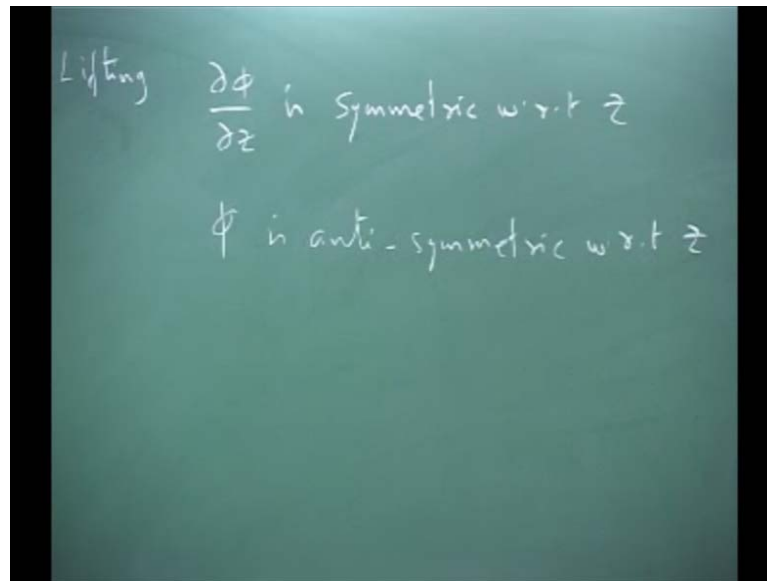 Lifting ∂ϕ/∂z is symmetric w.r.t z
ϕ is anti-symmetric w.r.t z